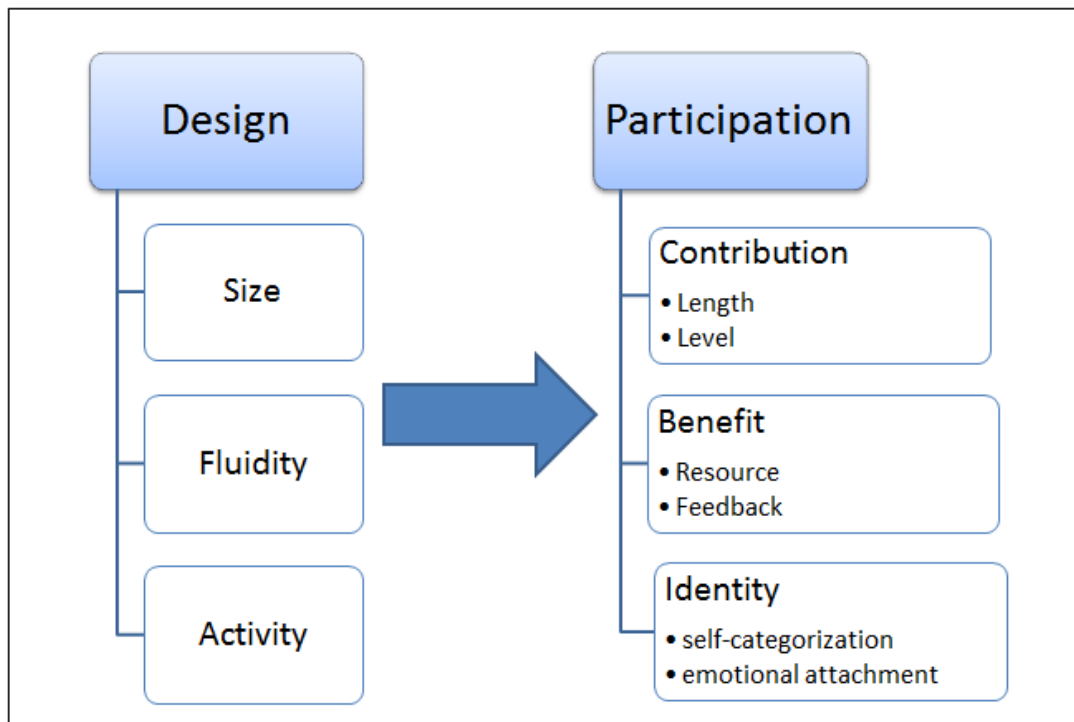 Design
Size
Fluidity
Activity
Participation
Contribution
• Length
• Level
Benefit
• Resource
• Feedback
Identity
• self-categorization
• emotional attachment